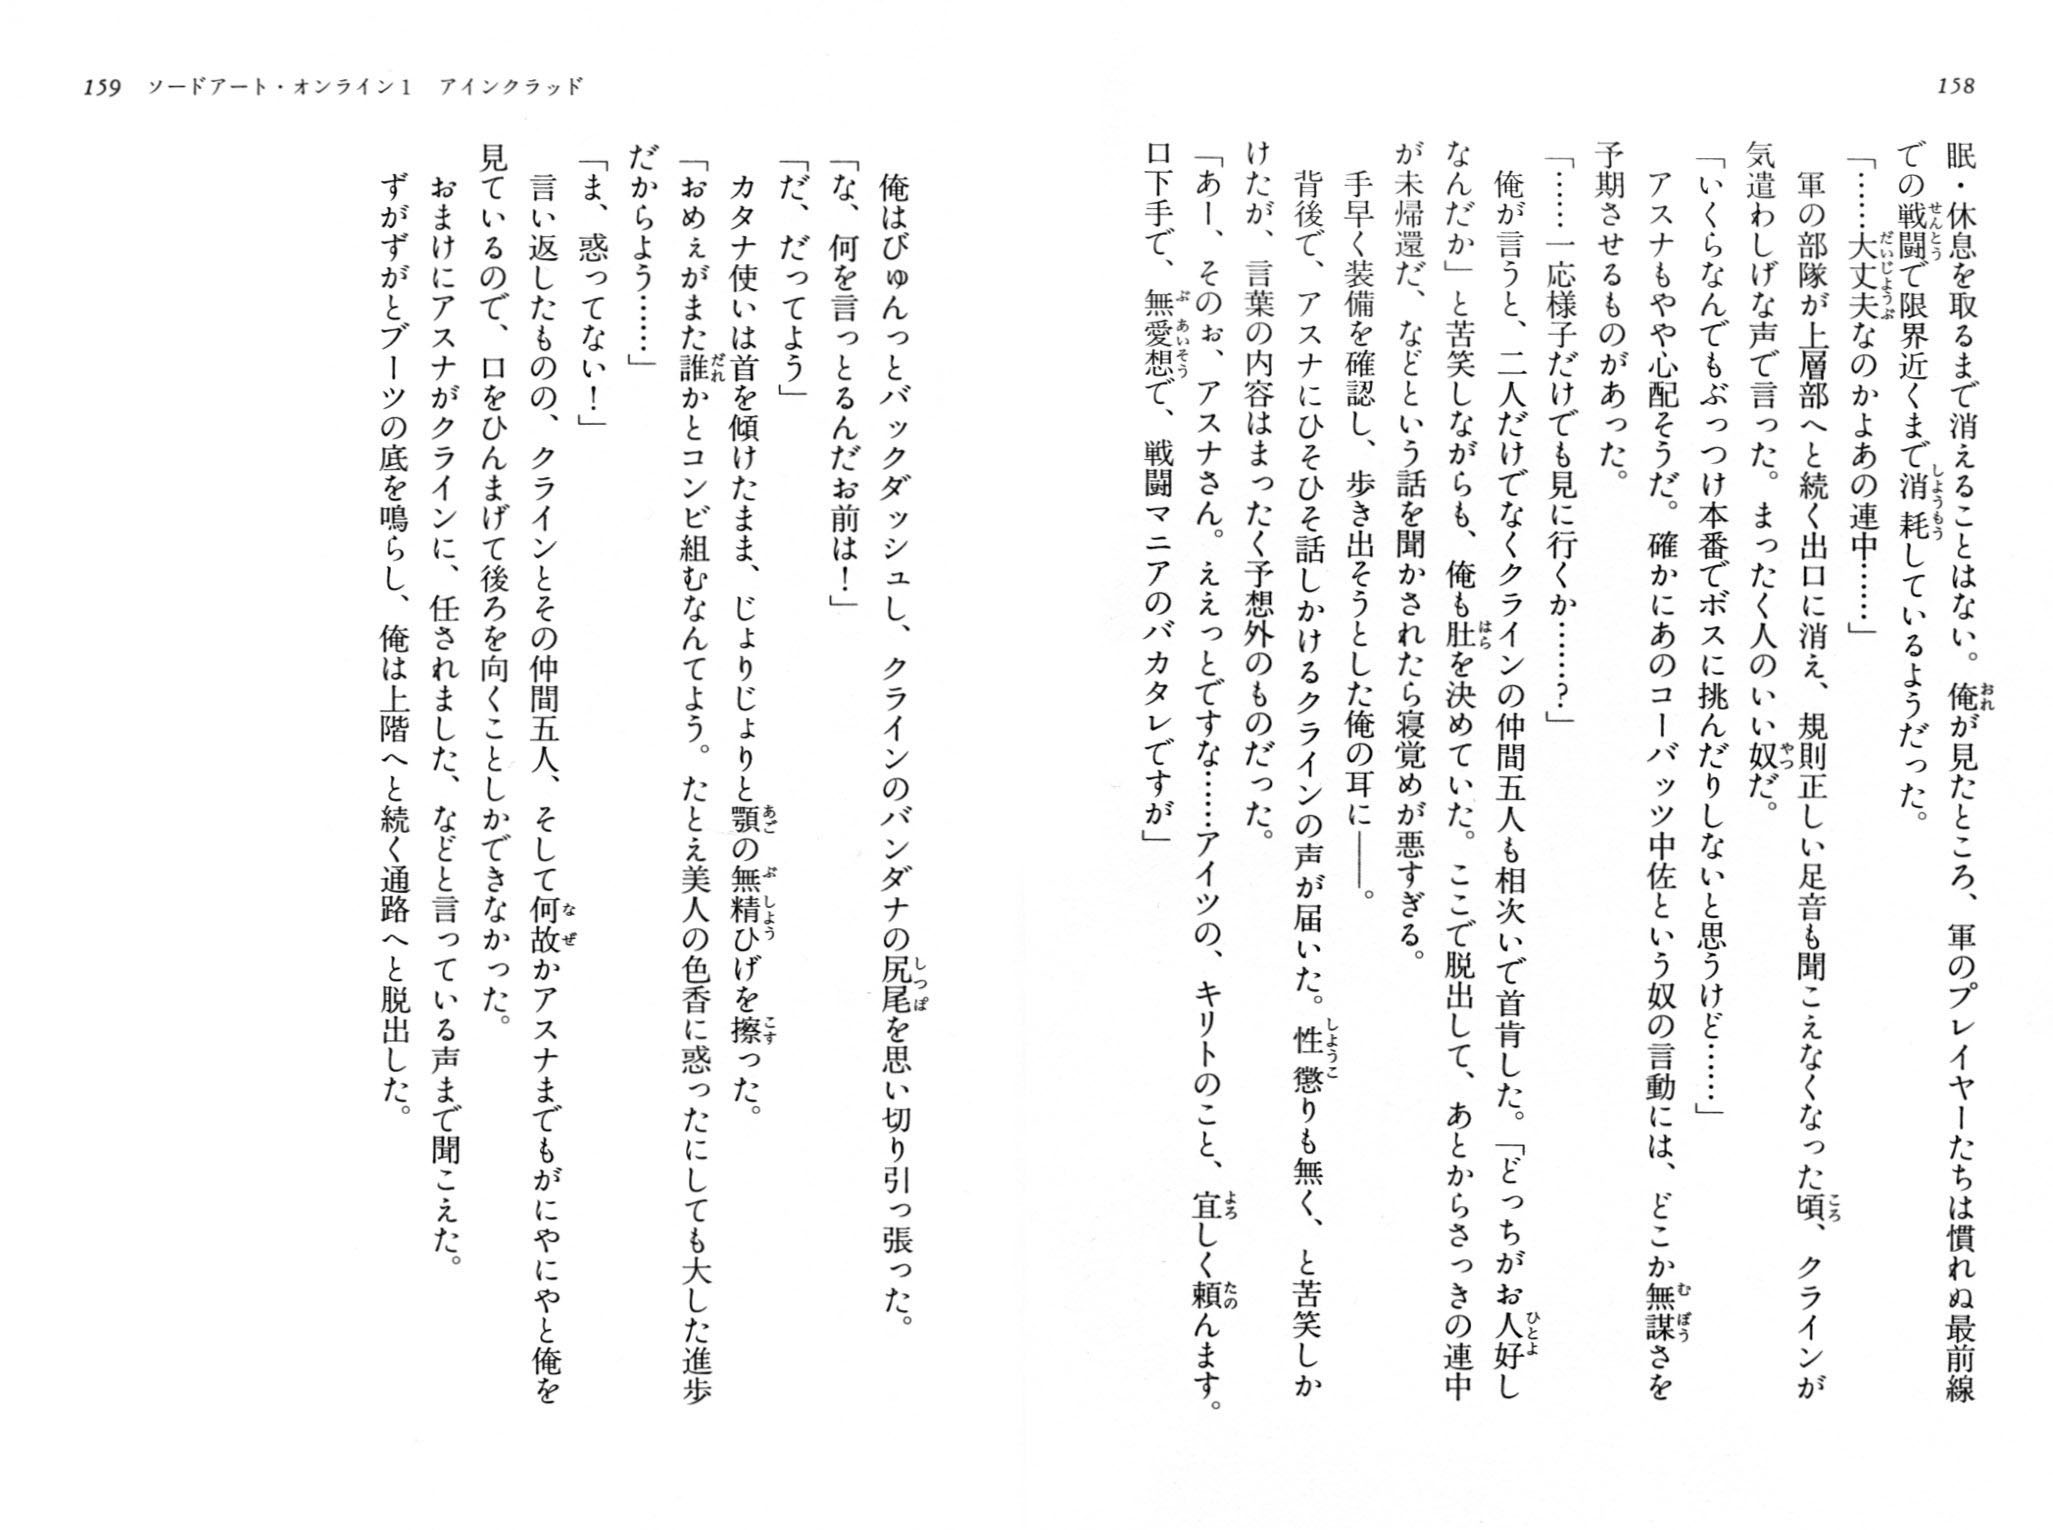 158
眠・休息を取るまで消えることはない。俺が見たところ、軍のプレイヤーたちは慣れぬ最前線
での戦闘で限界近くまで消耗しているようだった。
「……大丈夫なのかよあの連中……」
軍の部隊が上層部へと続く出口に消え、規則正しい足音も聞こえなくなった頃、クラインが
気遣わしげな声で言った。まったく人のいい奴だ。
「いくらなんでもぶっつけ本番でボスに挑んだりしないと思うけど……」
アスナもやや心配そうだ。確かにあのコーバッツ中佐という奴の言動には、どこか無謀さを
予期させるものがあった。
「……一応様子だけでも見に行くか……？」
俺が言うと、二人だけでなくクラインの仲間五人も相次いで首肯した。「どっちがお人好し
なんだか」と苦笑しながらも、俺も肚を決めていた。ここで脱出して、あとからさっきの連中
が未帰還だ、などという話を聞かされたら寝覚めが悪すぎる。
手早く装備を確認し、歩き出そうとした俺の耳に――。
背後で、アスナにひそひそ話しかけるクラインの声が届いた。性懲りも無く、と苦笑しか
けたが、言葉の内容はまったく予想外のものだった。
「あー、そのぉ、アスナさん。ええっとですな……アイツの、キリトのこと、宜しく頼んます。
口下手で、無愛想で、戦闘マニアのバカタレですが」
159 ソードアート・オンライン1 アインクラッド
俺はびゅんっとバックダッシュし、クラインのバンダナの尻尾を思い切り引っ張った。
「な、何を言っとるんだお前は！」
「だ、だってよう」
カタナ使いは首を傾けたまま、じょりじょりと顎の無精ひげを擦った。
「おめぇがまた誰かとコンビ組むなんてよう。たとえ美人の色香に惑ったにしても大した進歩
だからよう……」
「ま、惑ってない！」
言い返したものの、クラインとその仲間五人、そして何故かアスナまでもがにやにやと俺を
見ているので、口をひんまげて後ろを向くことしかできなかった。
おまけにアスナがクラインに、任されました、などと言っている声まで聞こえた。
ずがずがとブーツの底を鳴らし、俺は上階へと続く通路へと脱出した。